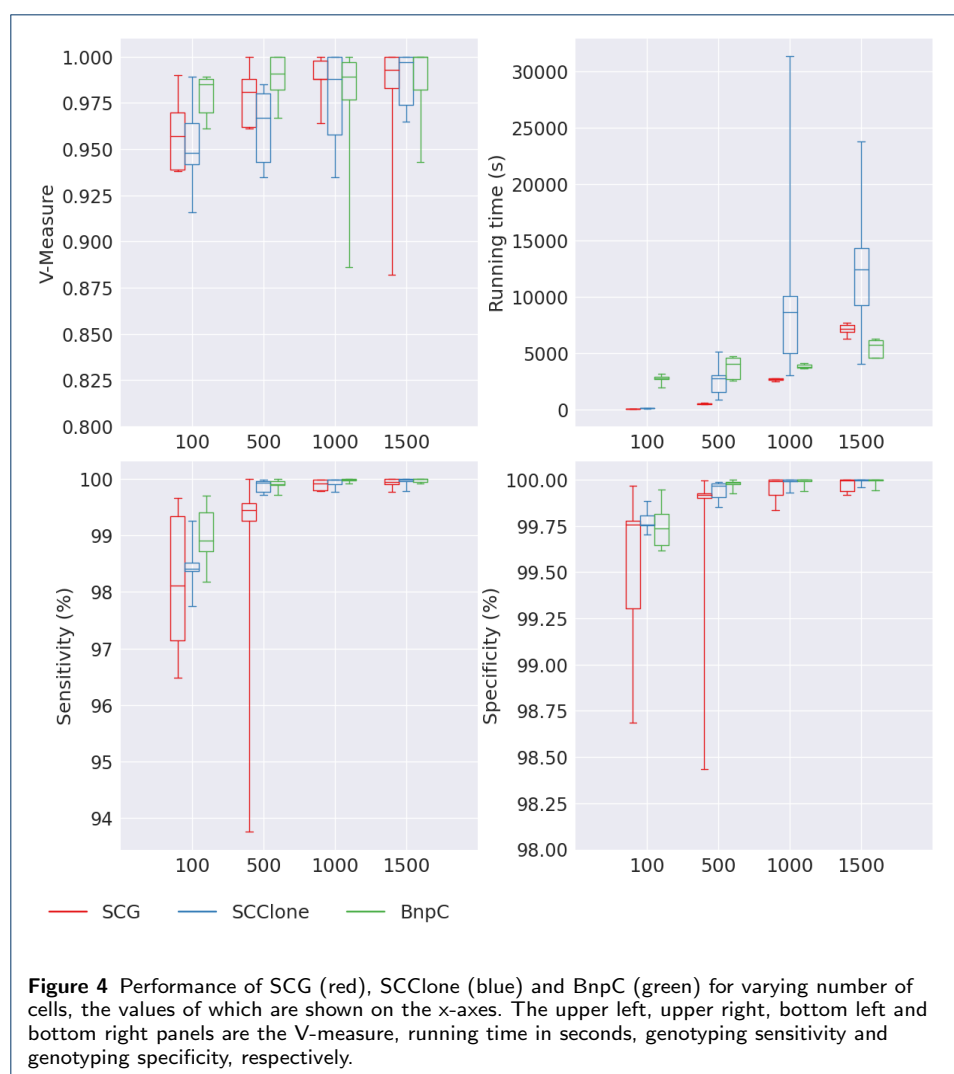 V-Measure
1.000
0.975
0.950
0.925
0.900
0.875
0.850
0.825
0.800
100 500 1000 1500
Running time (s)
30000
25000
20000
15000
10000
5000
0
100 500 1000 1500
Sensitivity (%)
100
99
98
97
96
95
94
100 500 1000 1500
Specificity (%)
100.00
99.75
99.50
99.25
99.00
98.75
98.50
98.25
98.00
100 500 1000 1500
SCG SCClone BnpC
Figure 4 Performance of SCG (red), SCClone (blue) and BnpC (green) for varying number of
cells, the values of which are shown on the x-axes. The upper left, upper right, bottom left and
bottom right panels are the V-measure, running time in seconds, genotyping sensitivity and
genotyping specificity, respectively.